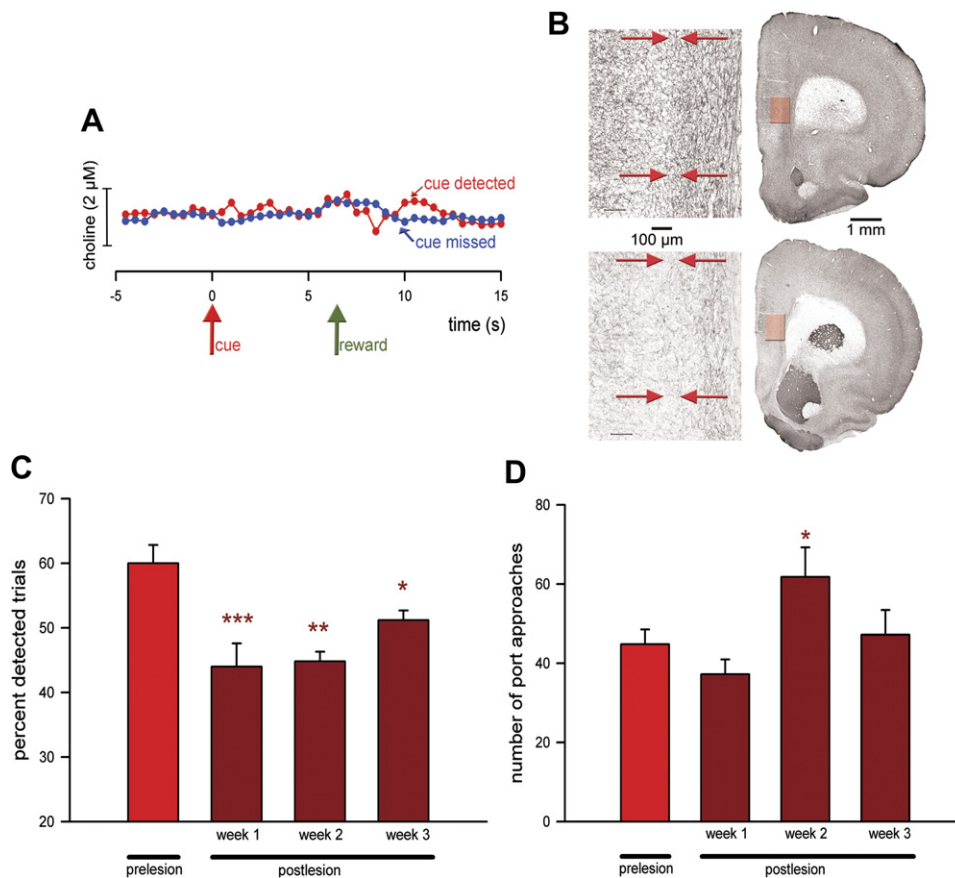 A
choline (2 µM)
cue detected
cue missed
-5 0 5 10 15
time (s)
cue
reward
B
100 µm
1 mm
C
percent detected trials
70
60
50
40
30
20
***
**
*
week 1 week 2 week 3
prelesion postlesion
D
number of port approaches
80
60
40
20
0
*
week 1 week 2 week 3
prelesion postlesion